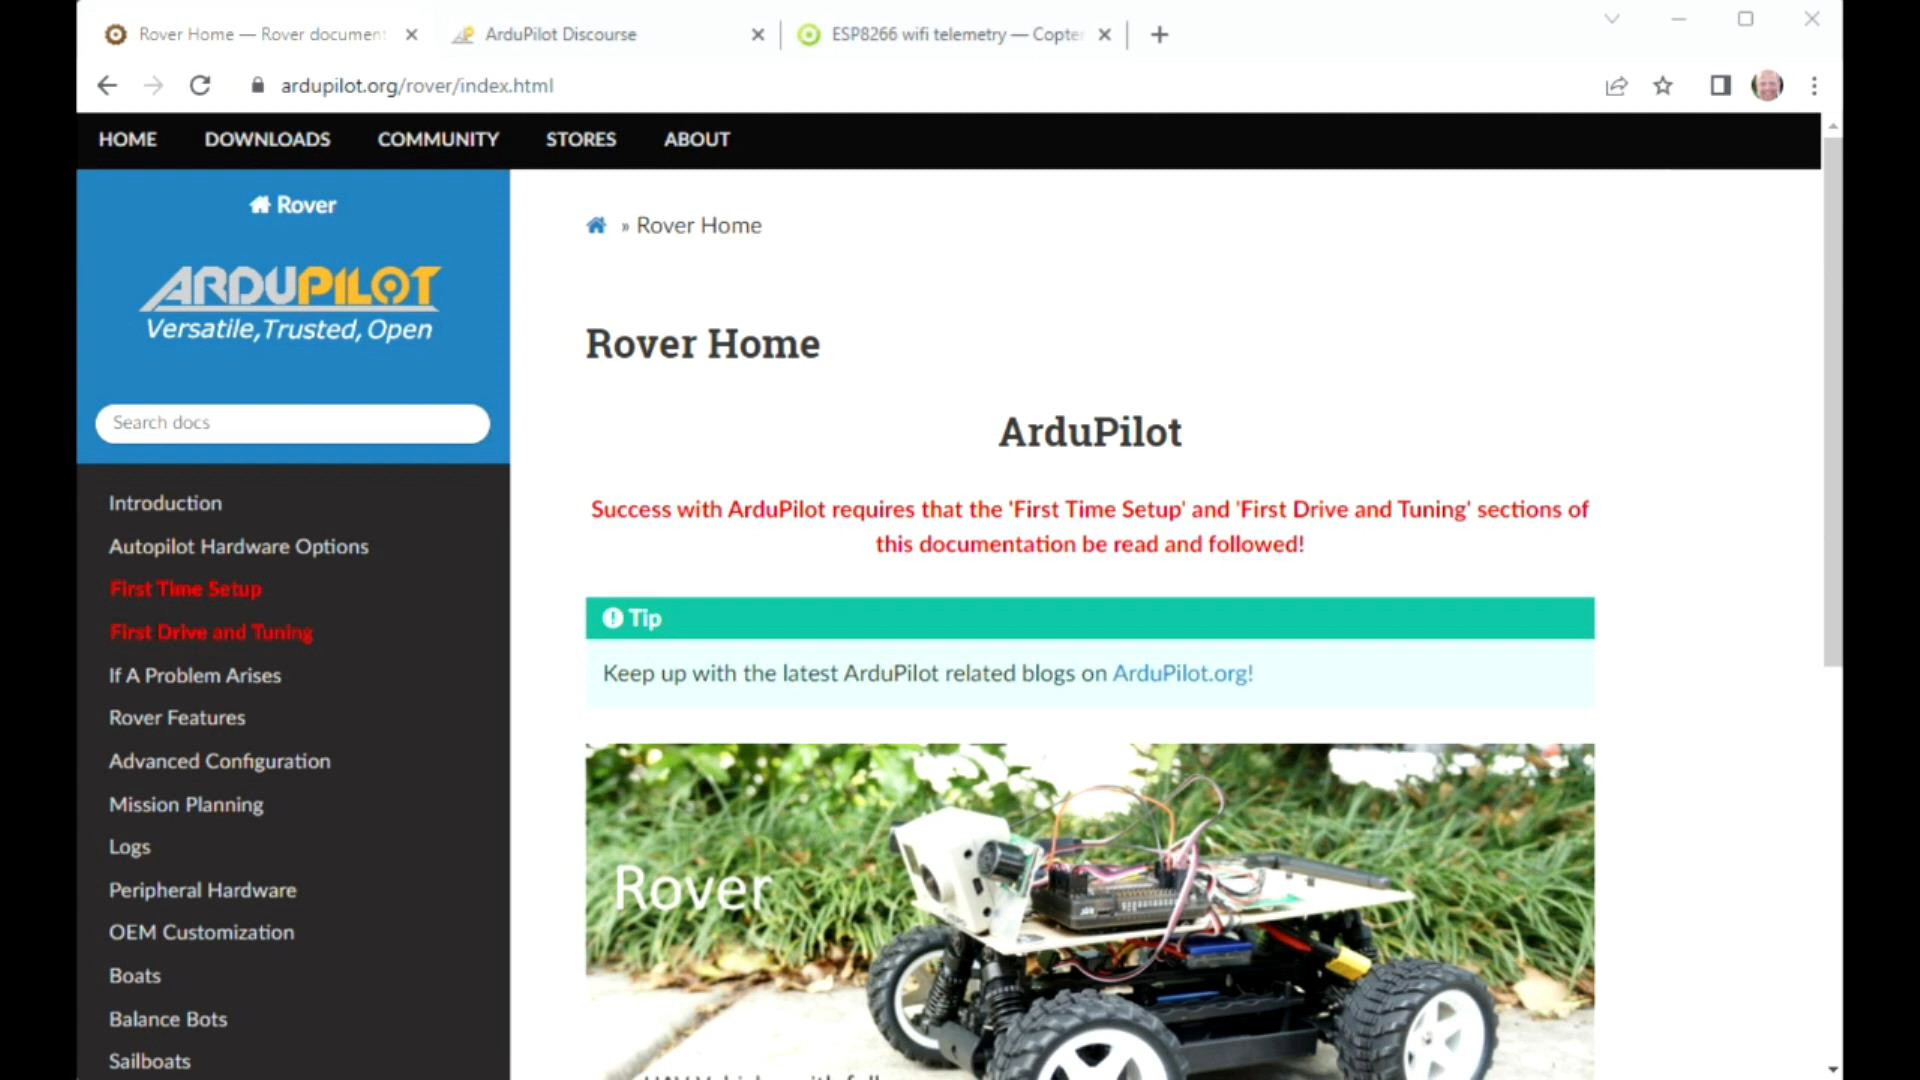 Rover Home — Rover document
ArduPilot Discourse
ESP8266 wifi telemetry — Copter
ardupilot.org/rover/index.html
HOME
DOWNLOADS
COMMUNITY
STORES
ABOUT
Rover
ARDUPILOT
Versatile, Trusted, Open
Search docs
Introduction
Autopilot Hardware Options
First Time Setup
First Drive and Tuning
If A Problem Arises
Rover Features
Advanced Configuration
Mission Planning
Logs
Peripheral Hardware
OEM Customization
Boats
Balance Bots
Sailboats
» Rover Home
Rover Home
ArduPilot
Success with ArduPilot requires that the 'First Time Setup' and 'First Drive and Tuning' sections of
this documentation be read and followed!
Tip
Keep up with the latest ArduPilot related blogs on ArduPilot.org!
Rover